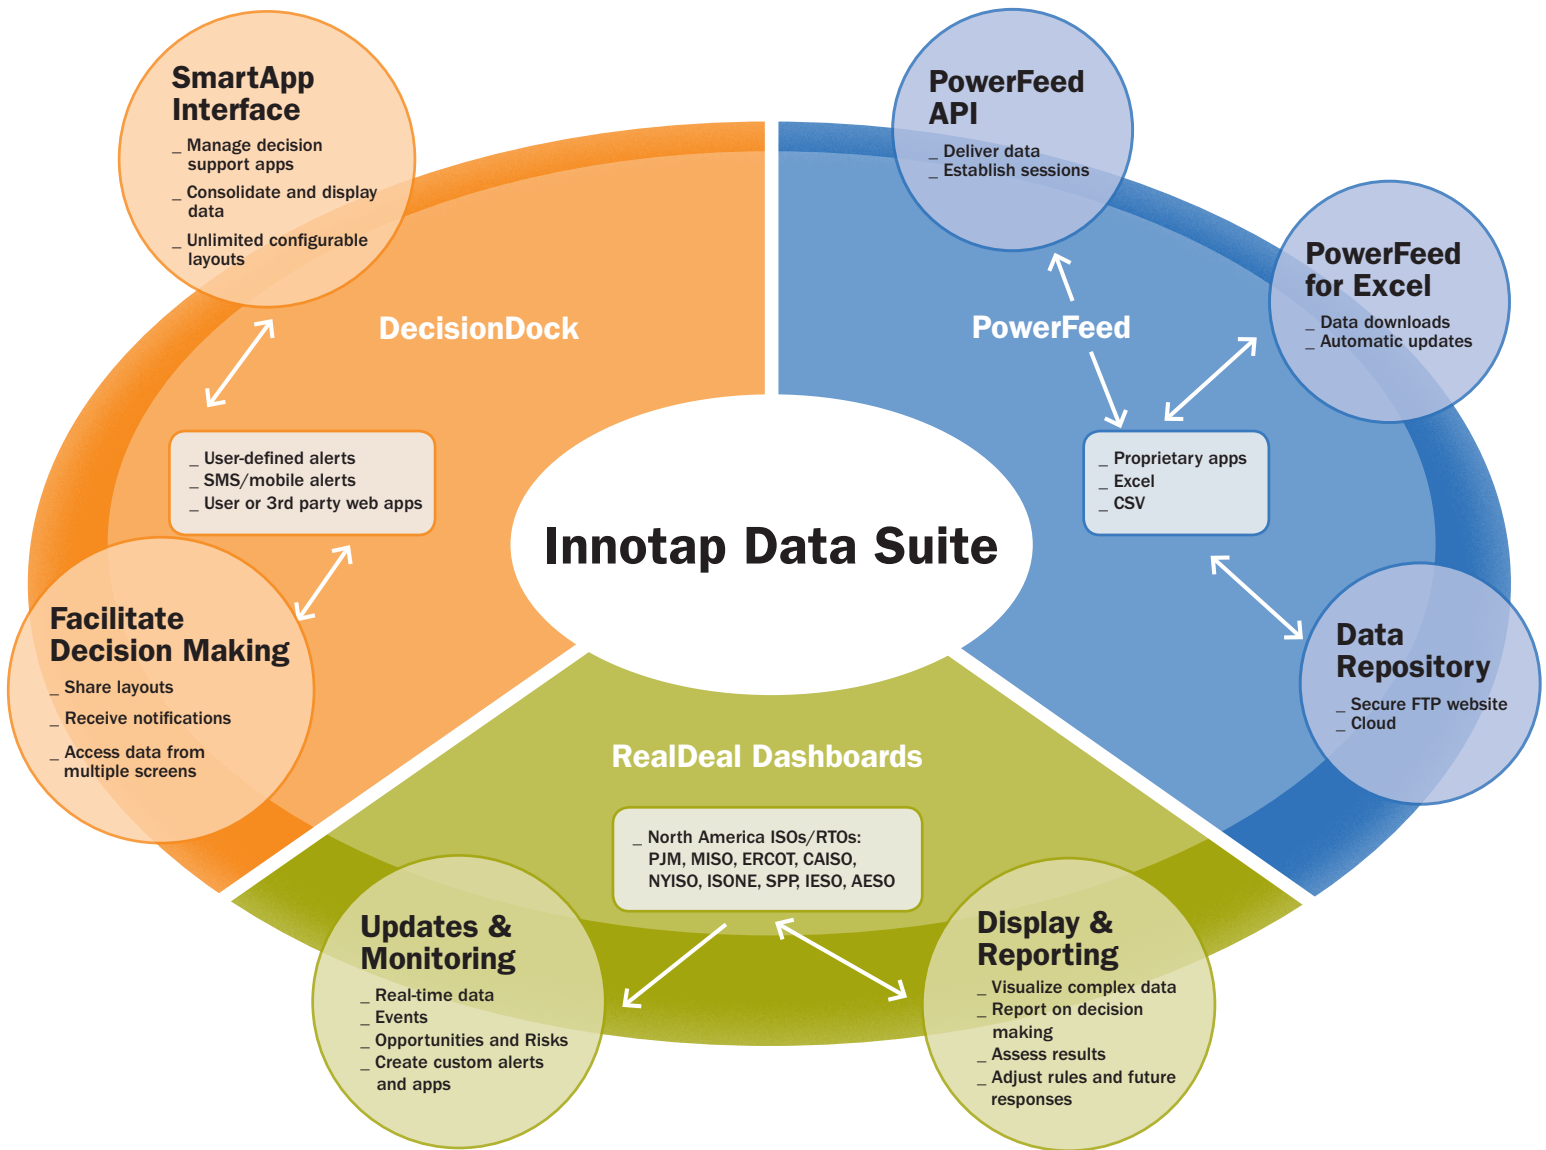 SmartApp
Interface
_ Manage decision
support apps
_ Consolidate and display
data
_ Unlimited configurable
layouts
PowerFeed
API
_ Deliver data
_ Establish sessions
PowerFeed
for Excel
_ Data downloads
_ Automatic updates
DecisionDock
PowerFeed
_ User-defined alerts
_ SMS/mobile alerts
_ User or 3rd party web apps
_ Proprietary apps
_ Excel
_ CSV
Innotap Data Suite
Facilitate
Decision Making
_ Share layouts
_ Receive notifications
_ Access data from
multiple screens
Data
Repository
_ Secure FTP website
_ Cloud
RealDeal Dashboards
_ North America ISOs/RTOs:
PJM, MISO, ERCOT, CAISO,
NYISO, ISONE, SPP, IESO, AESO
Updates &
Monitoring
_ Real-time data
_ Events
_ Opportunities and Risks
_ Create custom alerts
and apps
Display &
Reporting
_ Visualize complex data
_ Report on decision
making
_ Assess results
_ Adjust rules and future
responses